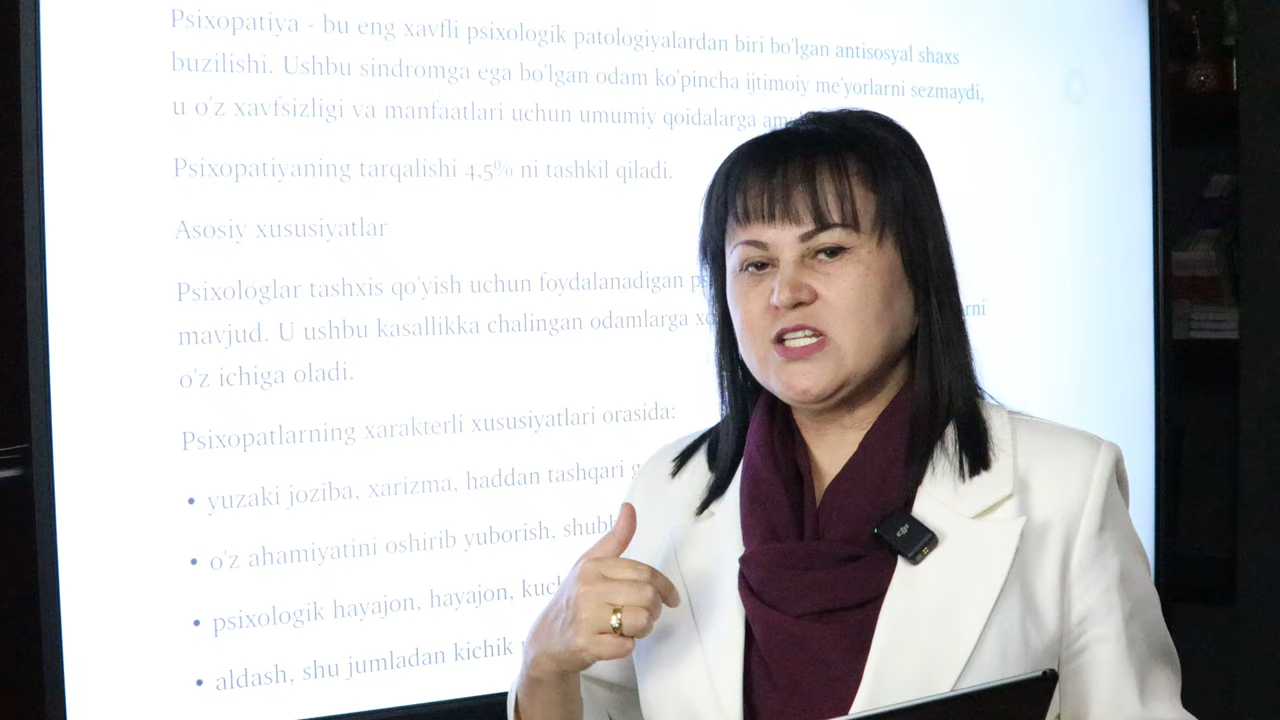 Psixopatiya - bu eng xavfli psixologik patologiyalardan biri bo'lgan antisosyal shaxs
buzilishi. Ushbu sindromga ega bo'lgan odam ko'pincha ijtimoiy me'yorlarni sezmaydi,
u o'z xavfsizligi va manfaatlari uchun umumiy qoidalarga
Psixopatiyaning tarqalishi 4,5% ni tashkil qiladi.
Asosiy xususiyatlar
Psixologlar tashxis qo'yish uchun foydalanadigan
mavjud. U ushbu kasallikka chalingan odamlarga
o'z ichiga oladi.
Psixopatlarning xarakterli xususiyatlari orasida:
• yuzaki joziba, xarizma, haddan tashqari
• o'z ahamiyatini oshirib yuborish,
• psixologik hayajon, hayajon,
• aldash, shu jumladan kichik
dji